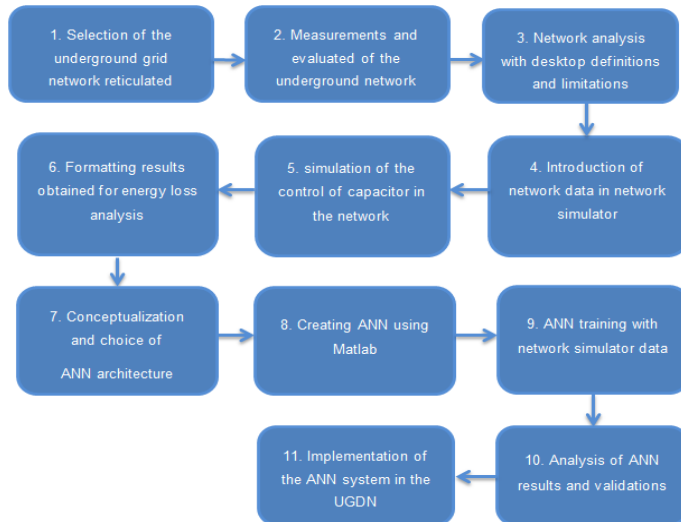 1. Selection of the
underground grid
network reticulated
2. Measurements and
evaluated of the
underground network
3. Network analysis
with desktop definitions
and limitations
4. Introduction of
network data in network
simulator
5. simulation of the
control of capacitor in
the network
6. Formatting results
obtained for energy loss
analysis
7. Conceptualization
and choice of
ANN architecture
8. Creating ANN using
Matlab
9. ANN training with
network simulator data
10. Analysis of ANN
results and validations
11. Implementation of
the ANN system in the
UGDN